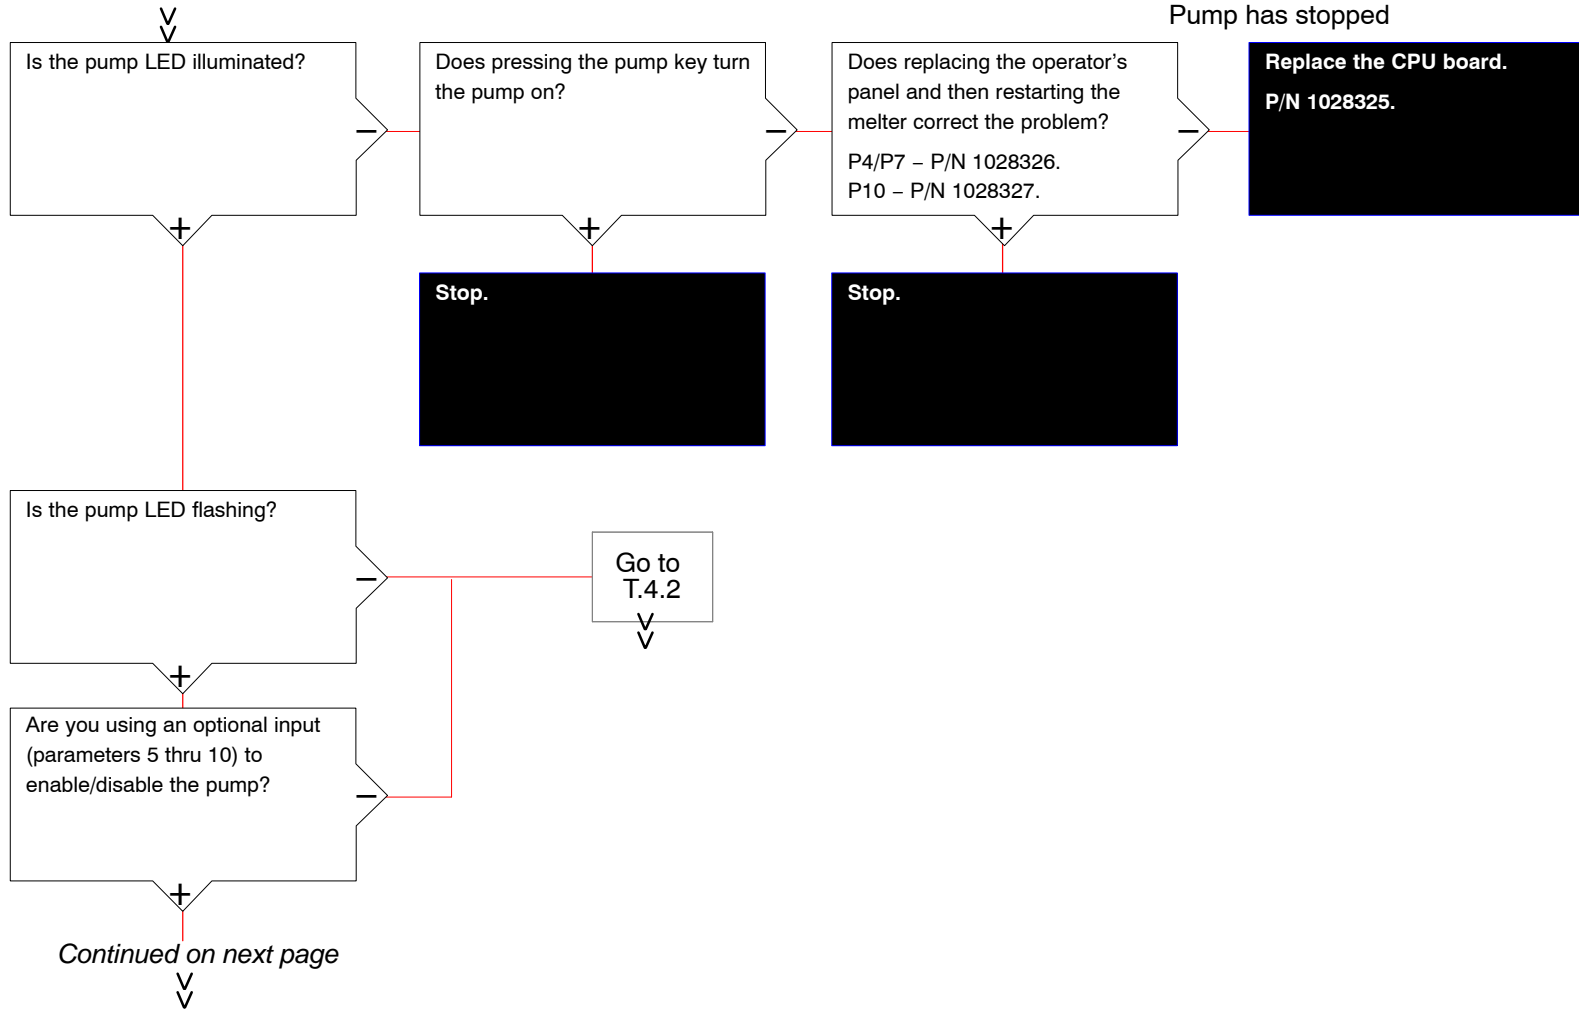 Pump has stopped
Is the pump LED illuminated?
−
+
Does pressing the pump key turn
the pump on?
−
+
Does replacing the operator’s
panel and then restarting the
melter correct the problem?
P4/P7 − P/N 1028326.
P10 − P/N 1028327.
−
+
Replace the CPU board.
P/N 1028325.
Stop.
Stop.
Is the pump LED flashing?
−
+
Go to
T.4.2
Are you using an optional input
(parameters 5 thru 10) to
enable/disable the pump?
−
+
Continued on next page